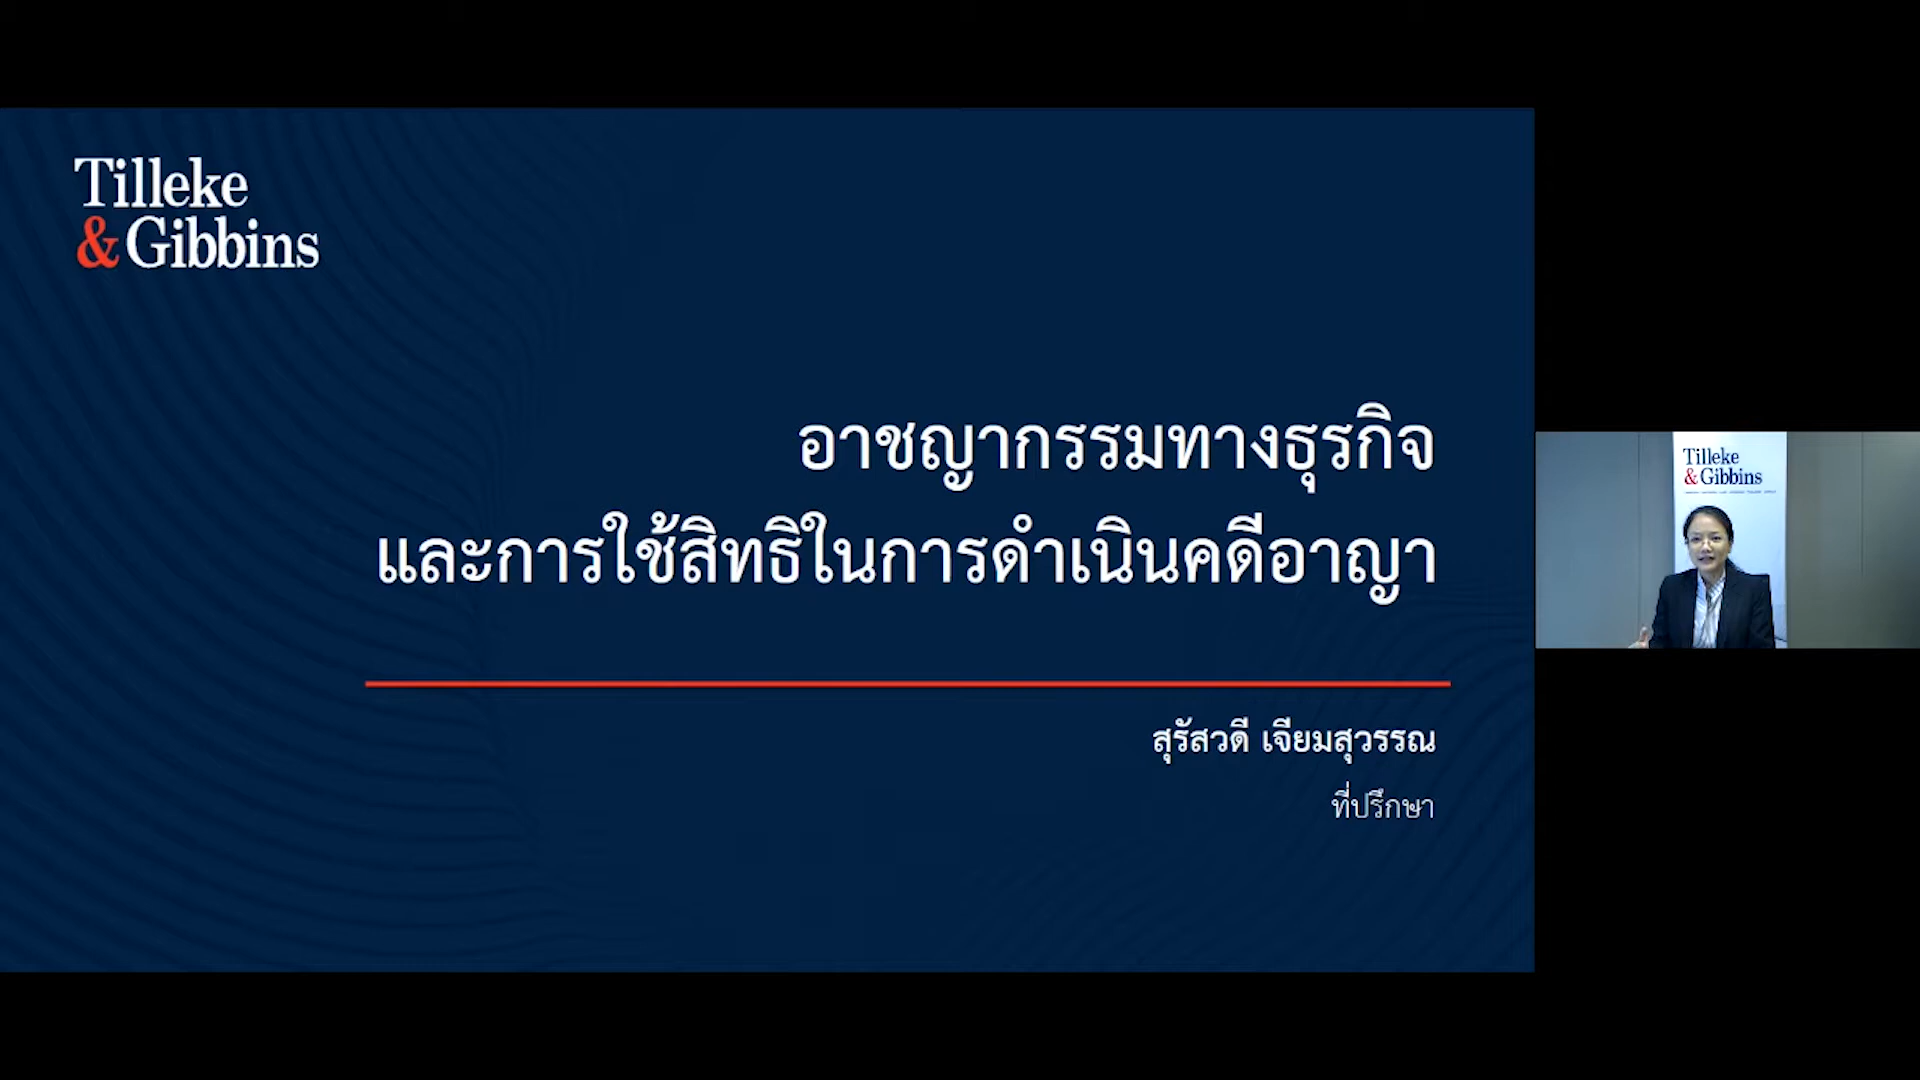 Tilleke
&Gibbins
อาชญากรรมทางธุรกิจ
และการใช้สิทธิในการดำเนินคดีอาญา
สุรัสวดี เจียมสุวรรณ
ที่ปรึกษา
Tilleke
&Gibbins